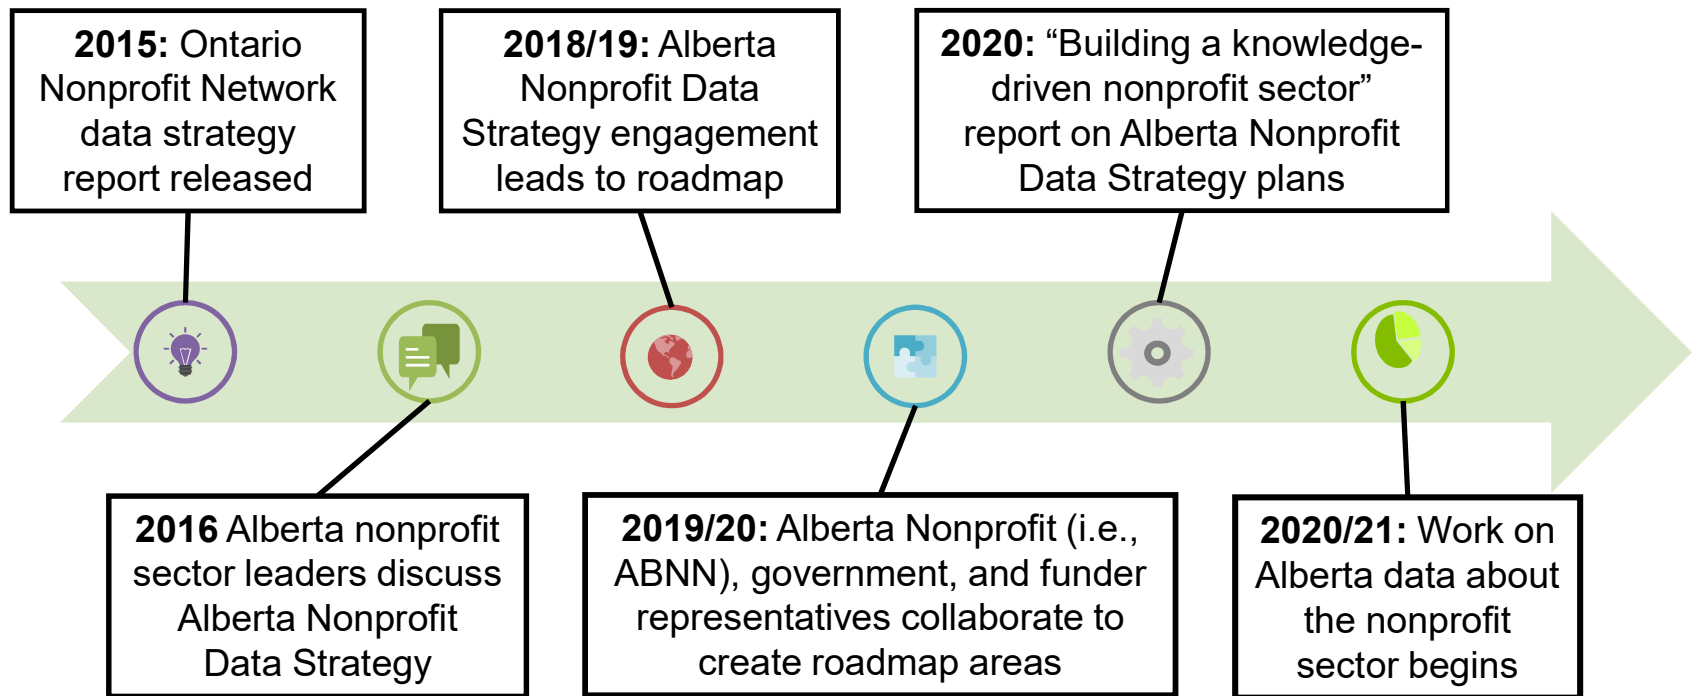 2015: Ontario
Nonprofit Network
data strategy
report released
2018/19: Alberta
Nonprofit Data
Strategy engagement
leads to roadmap
2020: “Building a knowledge-
driven nonprofit sector”
report on Alberta Nonprofit
Data Strategy plans
2016 Alberta nonprofit
sector leaders discuss
Alberta Nonprofit
Data Strategy
2019/20: Alberta Nonprofit (i.e.,
ABNN), government, and funder
representatives collaborate to
create roadmap areas
2020/21: Work on
Alberta data about
the nonprofit
sector begins